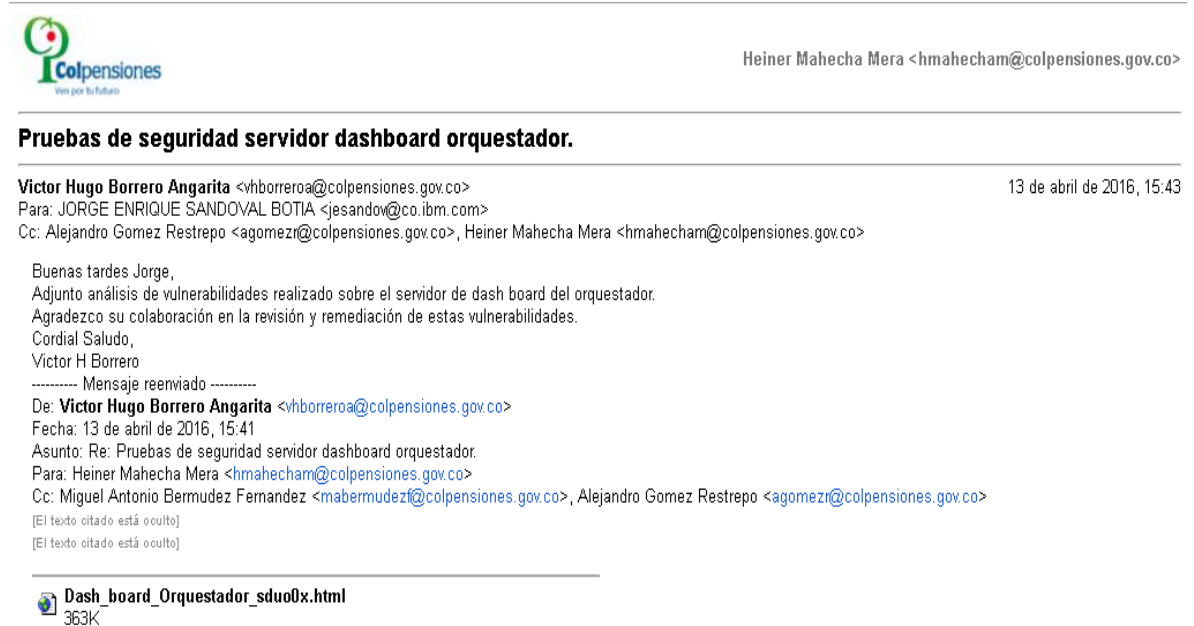 Colpensiones
Ven por tu futuro
Heiner Mahecha Mera <hmahecham@colpensiones.gov.co>
Pruebas de seguridad servidor dashboard orquestador.
Victor Hugo Borrero Angarita <vhborreroa@colpensiones.gov.co>
13 de abril de 2016, 15:43
Para: JORGE ENRIQUE SANDOVAL BOTIA <jesandov@co.ibm.com>
Cc: Alejandro Gomez Restrepo <agomezr@colpensiones.gov.co>, Heiner Mahecha Mera <hmahecham@colpensiones.gov.co>
Buenas tardes Jorge,
Adjunto análisis de vulnerabilidades realizado sobre el servidor de dash board del orquestador.
Agradezco su colaboración en la revisión y remediación de estas vulnerabilidades.
Cordial Saludo,
Victor H Borrero
---------- Mensaje reenviado ----------
De: Victor Hugo Borrero Angarita <vhborreroa@colpensiones.gov.co>
Fecha: 13 de abril de 2016, 15:41
Asunto: Re: Pruebas de seguridad servidor dashboard orquestador.
Para: Heiner Mahecha Mera <hmahecham@colpensiones.gov.co>
Cc: Miguel Antonio Bermudez Fernandez <mabermudezf@colpensiones.gov.co>, Alejandro Gomez Restrepo <agomezr@colpensiones.gov.co>
[El texto citado está oculto]
[El texto citado está oculto]
Dash_board_Orquestador_sduo0x.html
363K